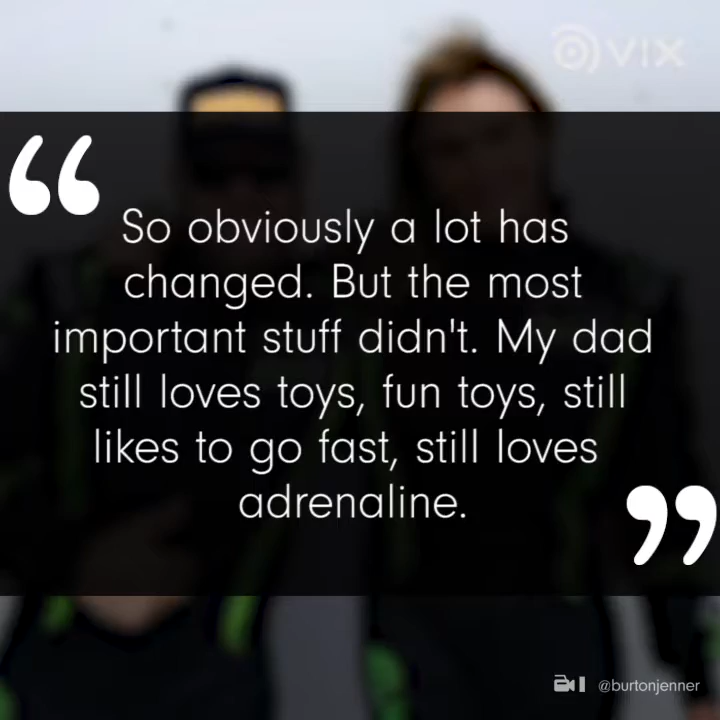 VIX
“
So obviously a lot has
changed. But the most
important stuff didn't. My dad
still loves toys, fun toys, still
likes to go fast, still loves
adrenaline.
”
@burtonjenner